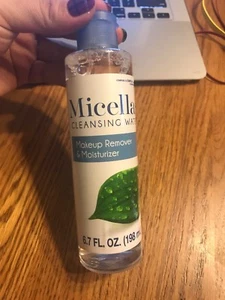 Micella
CLEANSING WAT
Makeup Remover
& Moisturizer
6.7 FL. OZ. (198 m